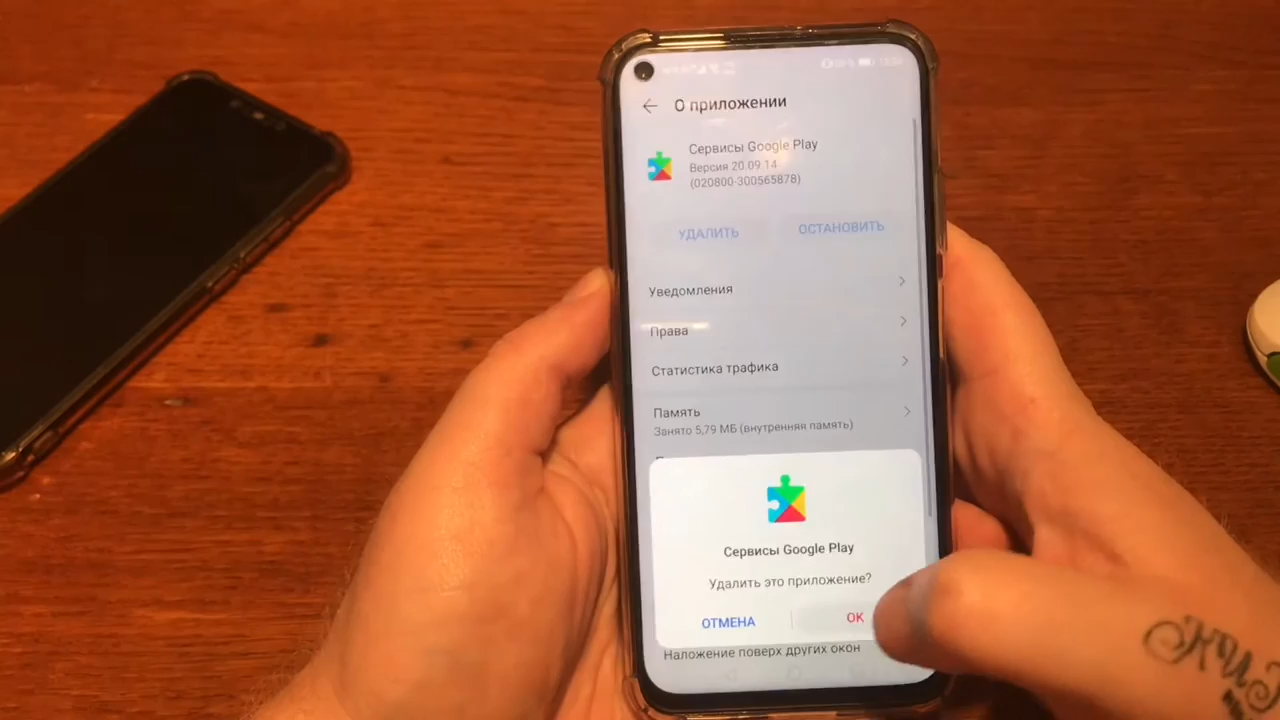 О приложении
Сервисы Google Play
Версия 20.09.14
(020800-300565878)
УДАЛИТЬ
ОСТАНОВИТЬ
Уведомления
Права
Статистика трафика
Память
Занято 5,79 МБ (внутренняя память)
Сервисы Google Play
Удалить это приложение?
ОТМЕНА
ОК
Наложение поверх других окон